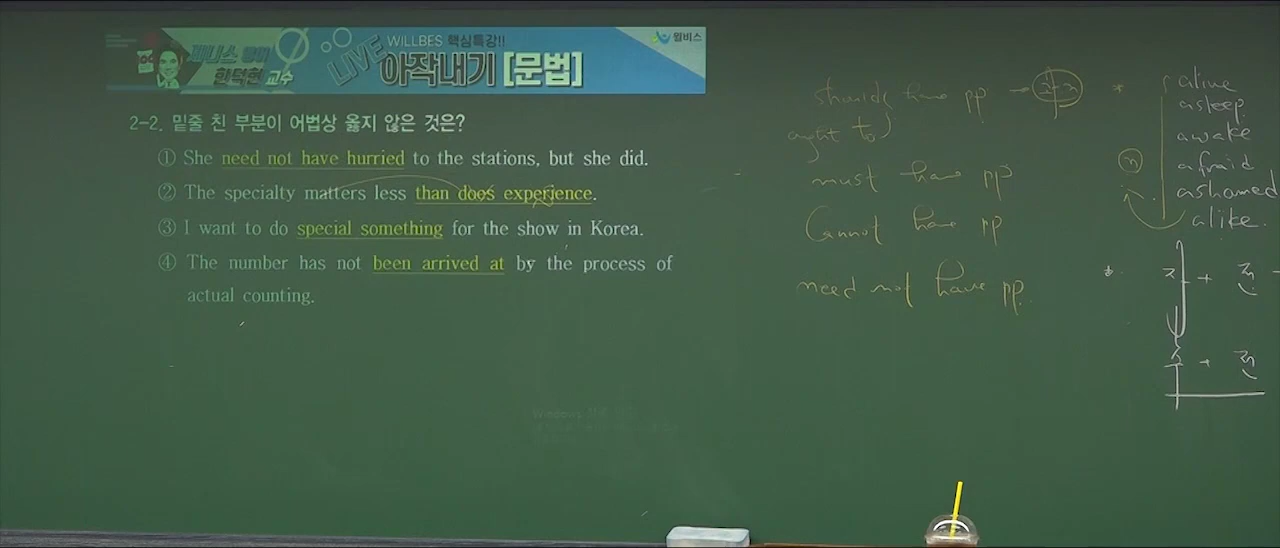 WILLBES 핵심특강!!
윌비스
LIVE
아작내기 [문법]
한덕현 교수
2-2. 밑줄 친 부분이 어법상 옳지 않은 것은?
① She need not have hurried to the stations, but she did.
② The specialty matters less than does experience.
③ I want to do special something for the show in Korea.
④ The number has not been arrived at by the process of
actual counting.
should have pp
ought to
must have pp
Cannot have pp
need not have pp
alive
asleep
awake
afraid
ashamed
alike